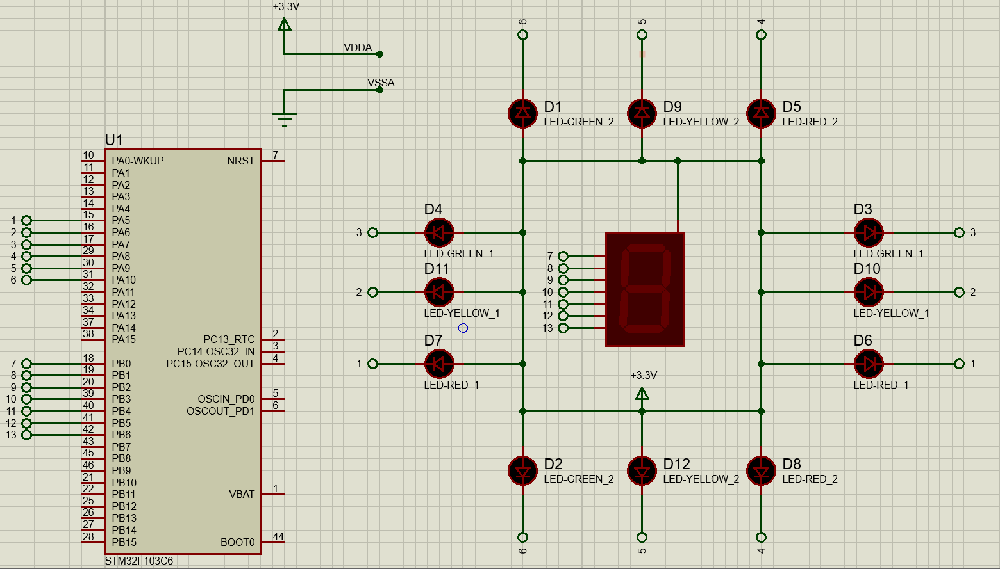 +3.3V
VDDA
VSSA
U1
10 PA0-WKUP NRST 7
11 PA1
12 PA2
13 PA3
14 PA4
1 15 PA5
2 16 PA6
3 17 PA7
4 29 PA8
5 30 PA9
6 31 PA10
32 PA11
33 PA12
34 PA13
37 PA14
38 PA15 PC13_RTC 2
PC14-OSC32_IN 3
7 18 PB0 PC15-OSC32_OUT 4
8 19 PB1
9 20 PB2
10 39 PB3 OSCIN_PD0 5
11 40 PB4 OSCOUT_PD1 6
12 41 PB5
13 42 PB6
43 PB7
45 PB8
46 PB9
21 PB10
22 PB11 VBAT 1
25 PB12
26 PB13
27 PB14
28 PB15 BOOT0 44
STM32F103C6
6 5 4
D1 D9 D5
LED-GREEN_2 LED-YELLOW_2 LED-RED_2
D4
3
LED-GREEN_1
D11
2
LED-YELLOW_1
D7
1
LED-RED_1
7
8
9
10
11
12
13
D3
3
LED-GREEN_1
D10
2
LED-YELLOW_1
D6
1
LED-RED_1
+3.3V
D2 D12 D8
LED-GREEN_2 LED-YELLOW_2 LED-RED_2
6 5 4